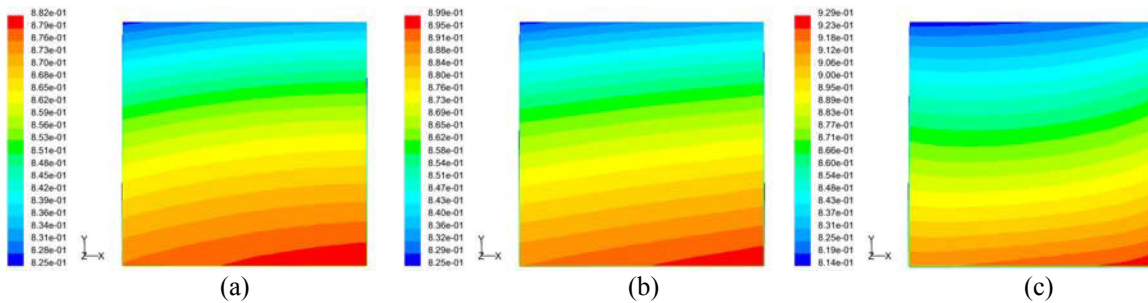 8.82e-01
8.79e-01
8.76e-01
8.73e-01
8.70e-01
8.68e-01
8.65e-01
8.62e-01
8.59e-01
8.56e-01
8.53e-01
8.51e-01
8.48e-01
8.45e-01
8.42e-01
8.39e-01
8.36e-01
8.34e-01
8.31e-01
8.28e-01
8.25e-01
Y
Z X
(a)
8.99e-01
8.95e-01
8.91e-01
8.88e-01
8.84e-01
8.80e-01
8.76e-01
8.73e-01
8.69e-01
8.65e-01
8.62e-01
8.58e-01
8.54e-01
8.51e-01
8.47e-01
8.43e-01
8.40e-01
8.36e-01
8.32e-01
8.29e-01
8.25e-01
Y
Z X
(b)
9.29e-01
9.23e-01
9.18e-01
9.12e-01
9.06e-01
9.00e-01
8.95e-01
8.89e-01
8.83e-01
8.77e-01
8.71e-01
8.66e-01
8.60e-01
8.54e-01
8.48e-01
8.43e-01
8.37e-01
8.31e-01
8.25e-01
8.19e-01
8.14e-01
Y
Z X
(c)